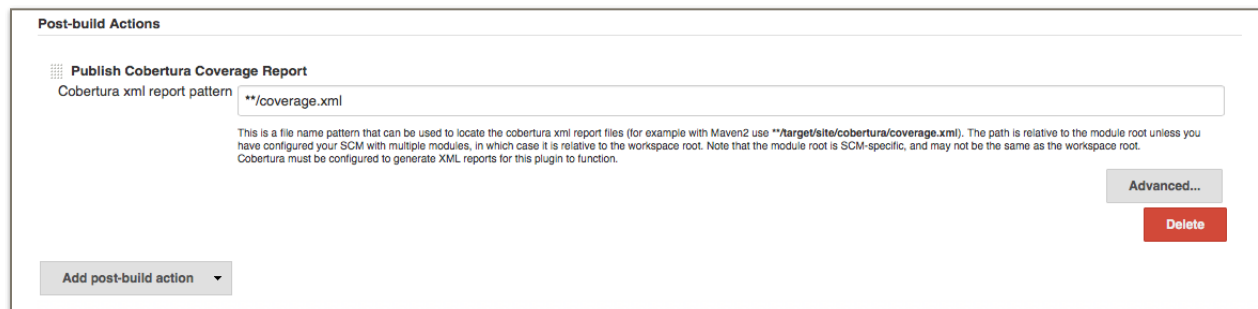 Post-build Actions
Publish Cobertura Coverage Report
Cobertura xml report pattern
**/coverage.xml
This is a file name pattern that can be used to locate the cobertura xml report files (for example with Maven2 use **/target/site/cobertura/coverage.xml). The path is relative to the module root unless you
have configured your SCM with multiple modules, in which case it is relative to the workspace root. Note that the module root is SCM-specific, and may not be the same as the workspace root.
Cobertura must be configured to generate XML reports for this plugin to function.
Advanced...
Delete
Add post-build action